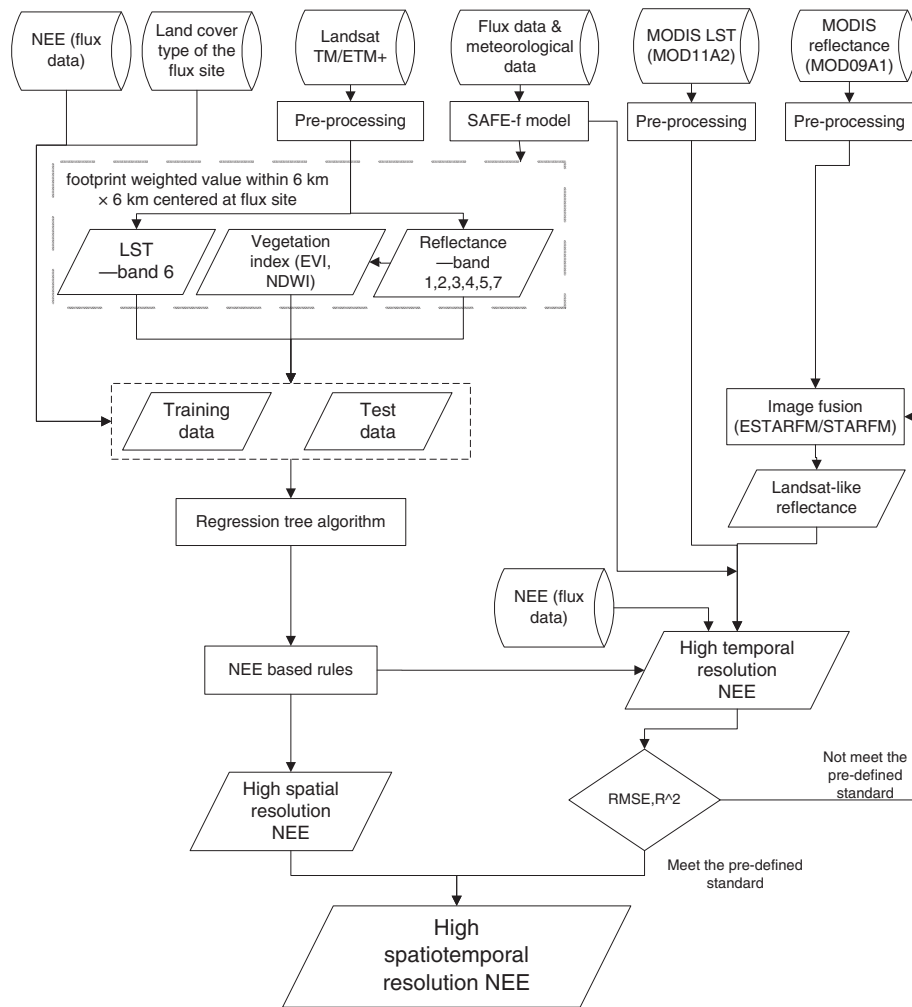 NEE (flux
data)
Land cover
type of the
flux site
Landsat
TM/ETM+
Flux data &
meteorological
data
MODIS LST
(MOD11A2)
MODIS
reflectance
(MOD09A1)
Pre-processing
SAFE-f model
Pre-processing
Pre-processing
footprint weighted value within 6 km
× 6 km centered at flux site
LST
—band 6
Vegetation
index (EVI,
NDWI)
Reflectance
—band
1,2,3,4,5,7
Training
data
Test
data
Image fusion
(ESTARFM/STARFM)
Landsat-like
reflectance
Regression tree algorithm
NEE (flux
data)
NEE based rules
High temporal
resolution
NEE
High spatial
resolution
NEE
RMSE,R^2
Not meet the
pre-defined
standard
Meet the pre-defined
standard
High
spatiotemporal
resolution NEE